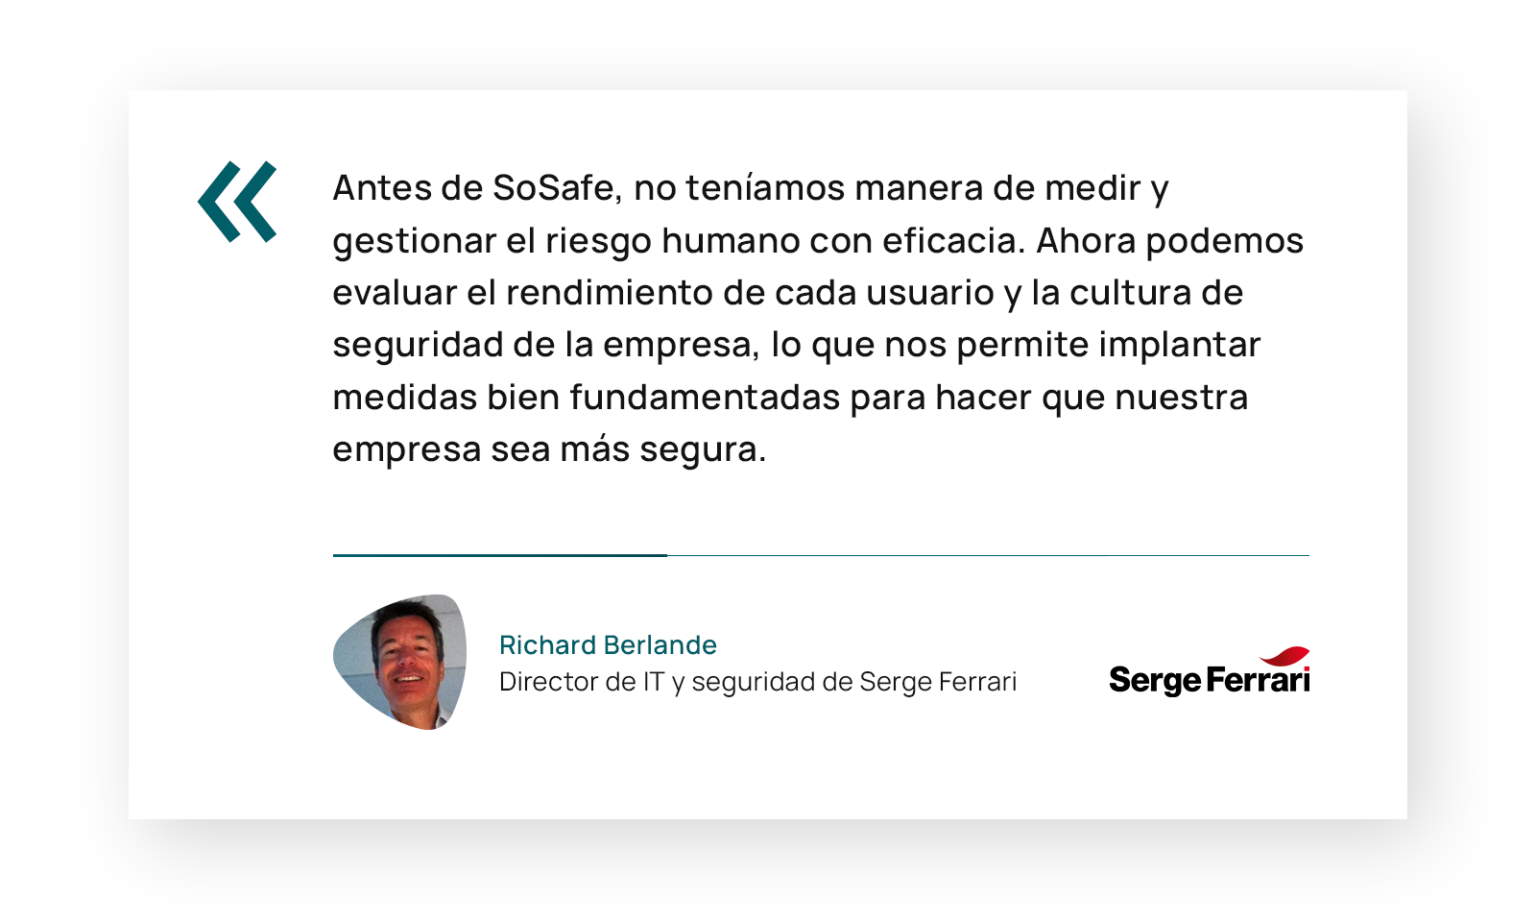 «
Antes de SoSafe, no teníamos manera de medir y
gestionar el riesgo humano con eficacia. Ahora podemos
evaluar el rendimiento de cada usuario y la cultura de
seguridad de la empresa, lo que nos permite implantar
medidas bien fundamentadas para hacer que nuestra
empresa sea más segura.
Richard Berlande
Director de IT y seguridad de Serge Ferrari
Serge Ferrari